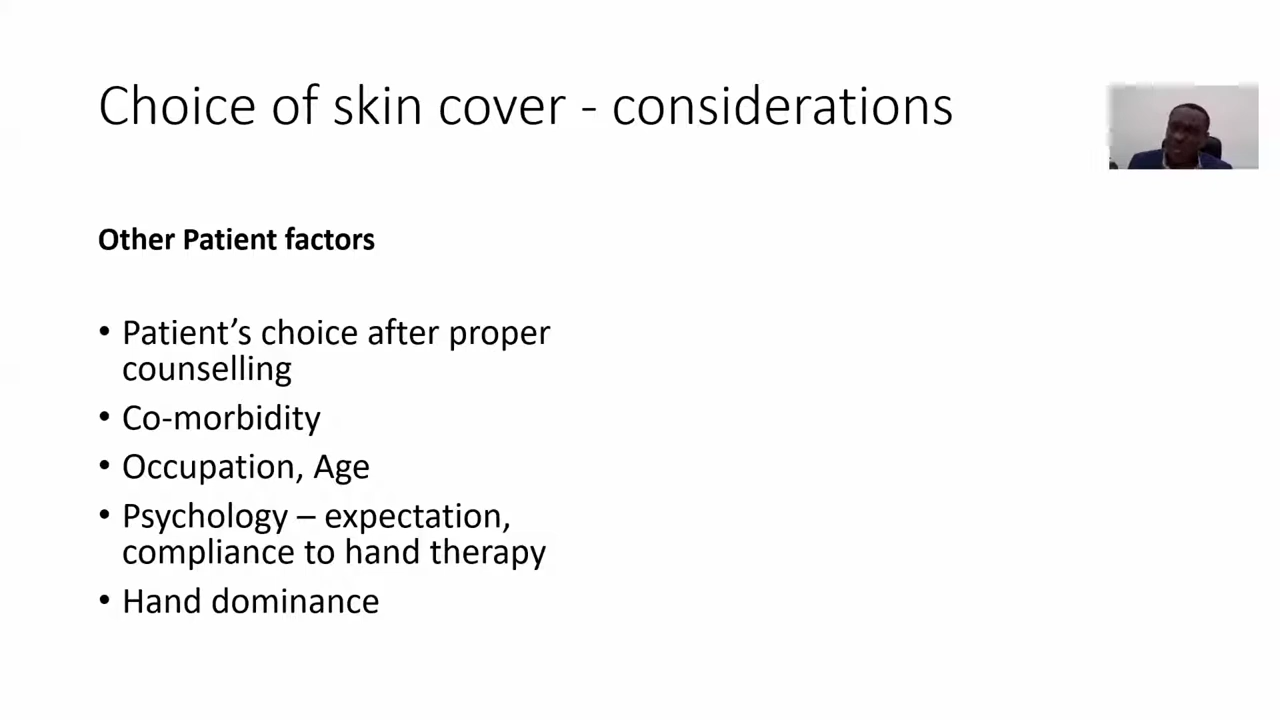 Choice of skin cover - considerations
Other Patient factors
• Patient's choice after proper
counselling
• Co-morbidity
• Occupation, Age
• Psychology – expectation,
compliance to hand therapy
• Hand dominance